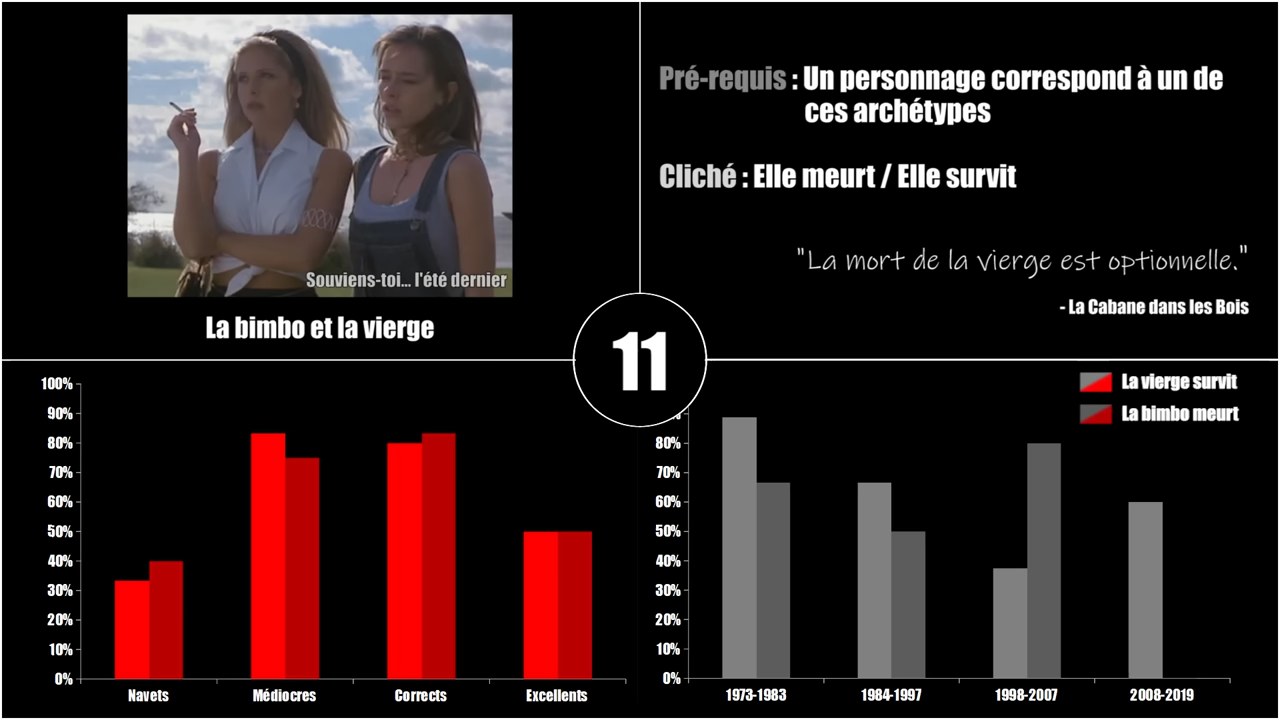 Souviens-toi... l'été dernier
La bimbo et la vierge
Pré-requis : Un personnage correspond à un de
ces archétypes
Cliché : Elle meurt / Elle survit
"La mort de la vierge est optionnelle."
- La Cabane dans les Bois
11
100%
90%
80%
70%
60%
50%
40%
30%
20%
10%
0%
Navets
Médiocres
Corrects
Excellents
La vierge survit
La bimbo meurt
80%
70%
60%
50%
40%
30%
20%
10%
0%
1973-1983
1984-1997
1998-2007
2008-2019